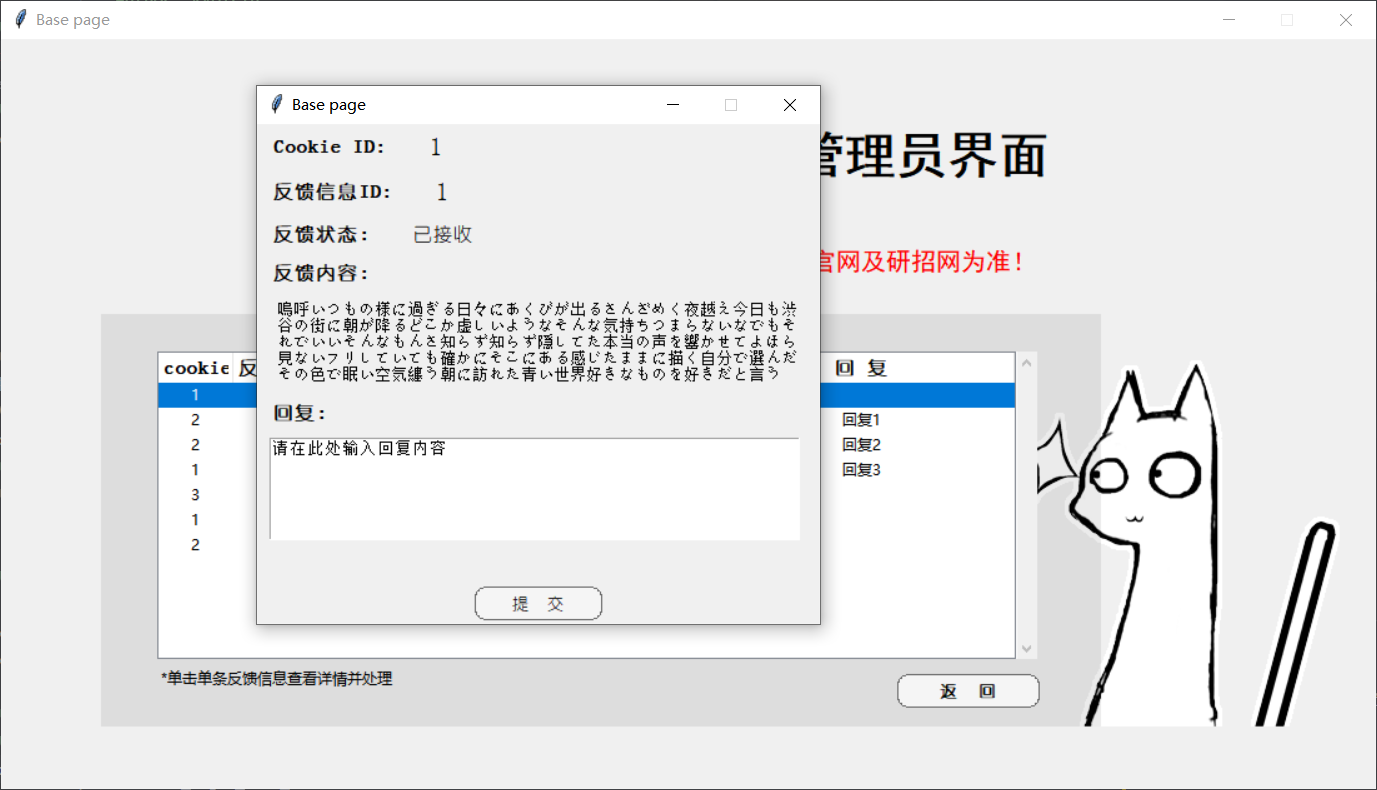 Base page
Base page
Cookie ID: 1
反馈信息ID: 1
反馈状态: 已接收
反馈内容:
嗚呼いつもの様に過ぎる日々にあくびが出るさんざめく夜越え今日も渋
谷の街に朝が降るどこか虚しいようなそんな気持ちつまらないなでもそ
れでいいそんなもんさ知らず知らず隠してた本当の声を響かせてよほら
見ないフリしていても確かにそこにある感じたままに描く自分で選んだ
その色で眠い空気纏う朝に訪れた青い世界好きなものを好きだと言う
回复:
请在此处输入回复内容
提 交
管理员界面
官网及研招网为准!
cookie 反 回 复
1
2 回复1
2 回复2
1 回复3
3
1
2
*单击单条反馈信息查看详情并处理
返 回